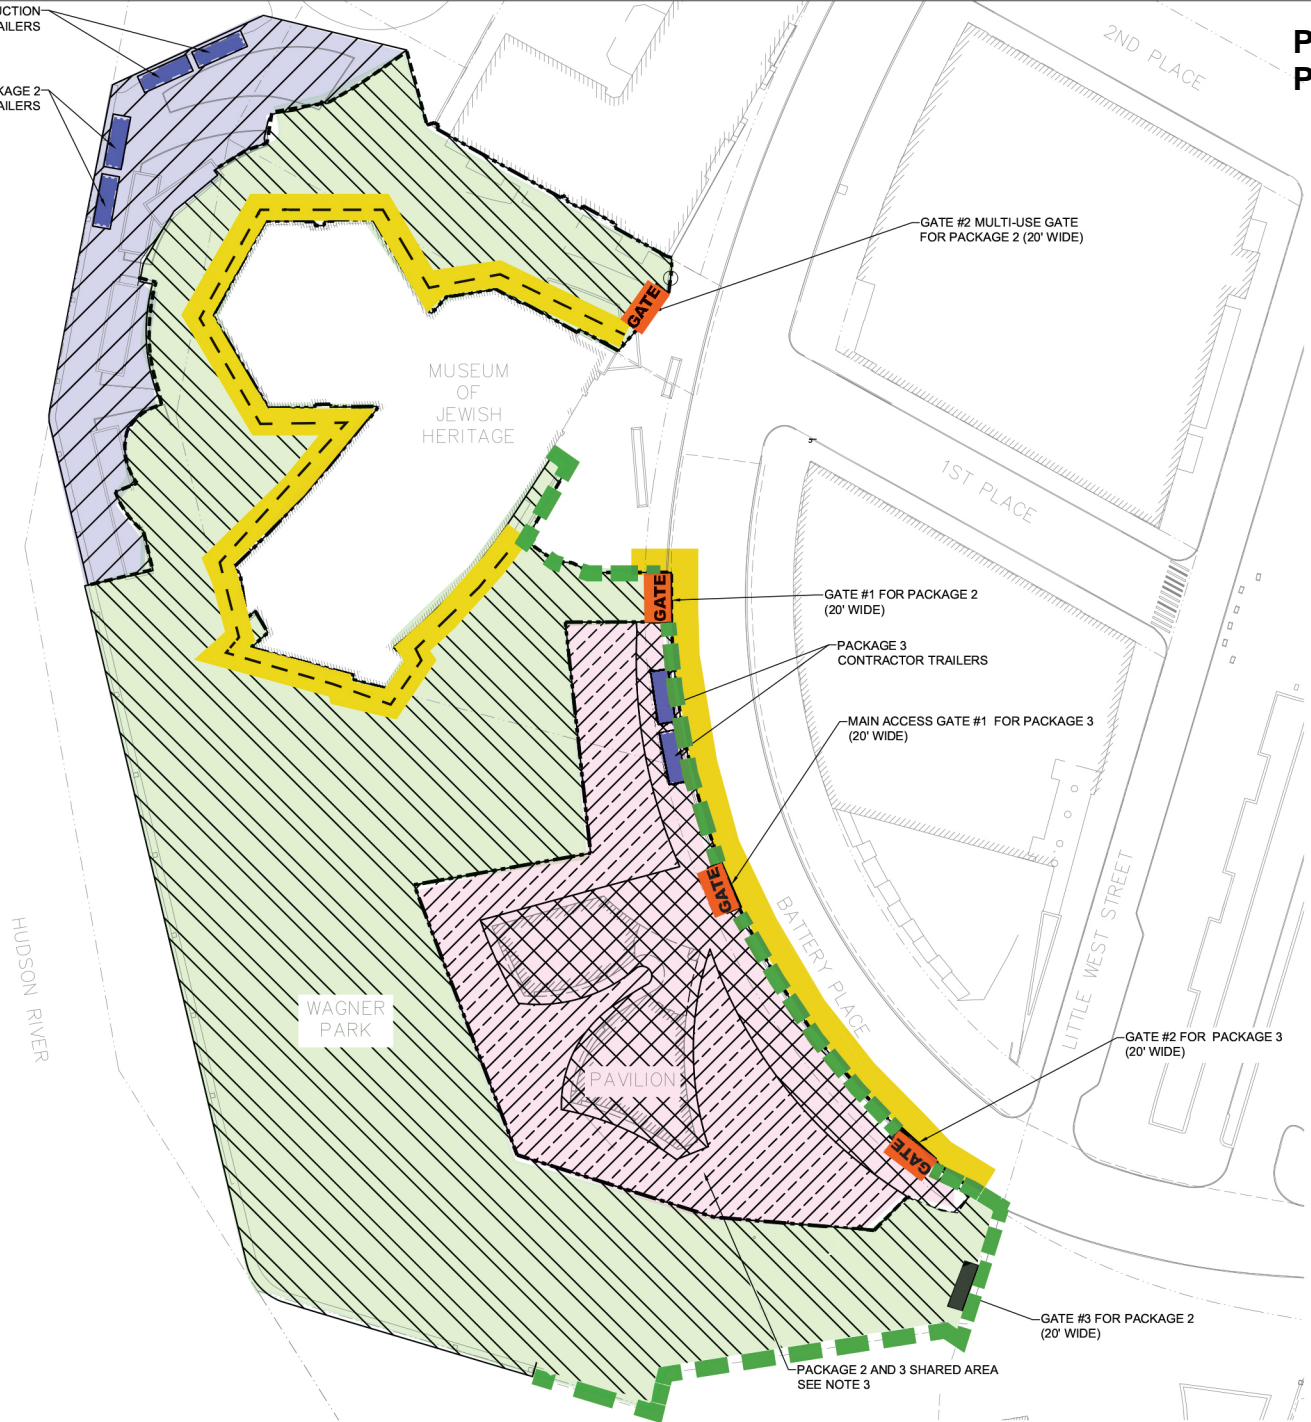 UCTION
AILERS
KAGE 2
AILERS
P
P
2ND PLACE
GATE #2 MULTI-USE GATE
FOR PACKAGE 2 (20' WIDE)
GATE
MUSEUM
OF
JEWISH
HERITAGE
1ST PLACE
GATE
GATE #1 FOR PACKAGE 2
(20' WIDE)
PACKAGE 3
CONTRACTOR TRAILERS
MAIN ACCESS GATE #1 FOR PACKAGE 3
(20' WIDE)
GATE
BATTERY PLACE
LITTLE WEST STREET
HUDSON RIVER
WAGNER
PARK
PAVILION
GATE #2 FOR PACKAGE 3
(20' WIDE)
GATE
GATE #3 FOR PACKAGE 2
(20' WIDE)
PACKAGE 2 AND 3 SHARED AREA
SEE NOTE 3